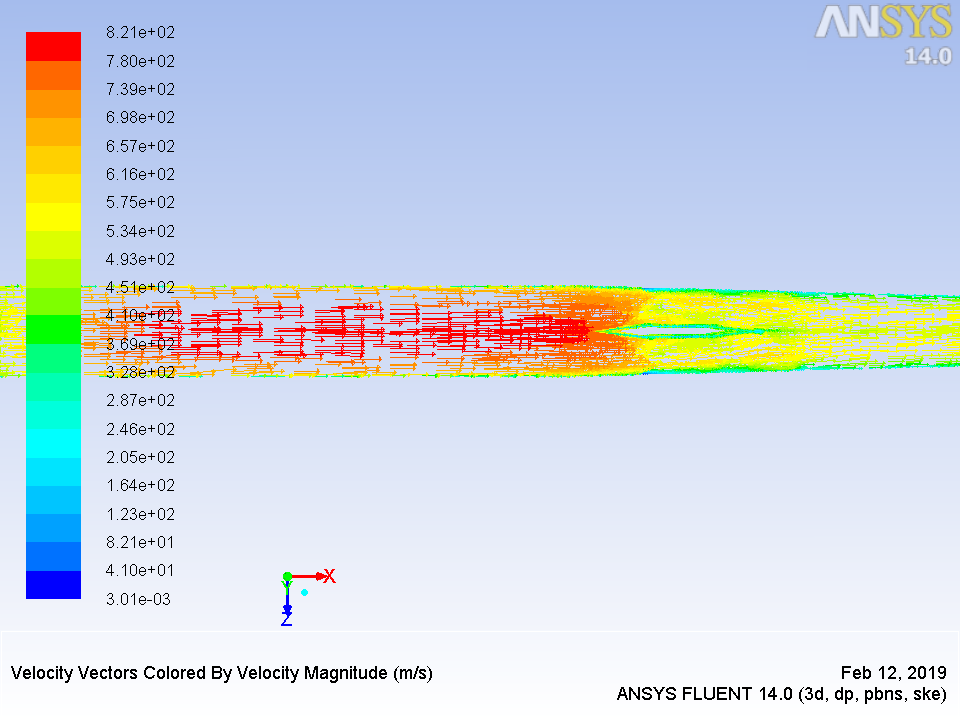 ANSYS
14.0
8.21e+02
7.80e+02
7.39e+02
6.98e+02
6.57e+02
6.16e+02
5.75e+02
5.34e+02
4.93e+02
4.51e+02
4.10e+02
3.69e+02
3.28e+02
2.87e+02
2.46e+02
2.05e+02
1.64e+02
1.23e+02
8.21e+01
4.10e+01
3.01e-03
X
Y
Z
Velocity Vectors Colored By Velocity Magnitude (m/s)
Feb 12, 2019
ANSYS FLUENT 14.0 (3d, dp, pbns, ske)